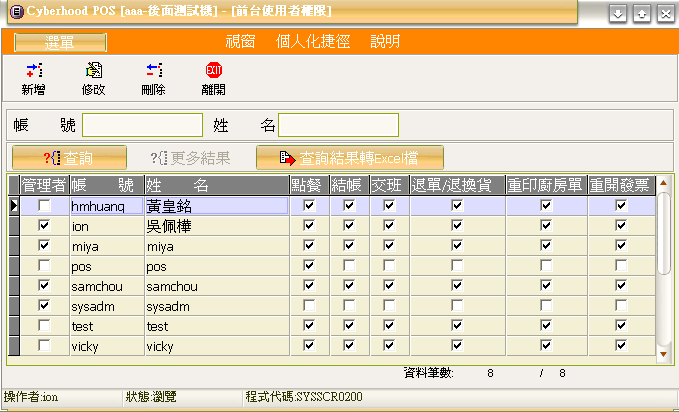 Cyberhood POS [aaa-後面測試機] - [前台使用者權限]
選單 視窗 個人化捷徑 說明
新增 修改 刪除 離開
帳 號 姓 名
查詢 更多結果 查詢結果轉Excel檔
管理者 帳 號 姓 名 點餐 結帳 交班 退單/退換貨 重印廚房單 重開發票
hmhuang 黃皇銘
ion 吳佩樺
miya miya
pos pos
samchou samchou
sysadm sysadm
test test
vicky vicky
資料筆數: 8 / 8
操作者:ion 狀態:瀏覽 程式代碼:SYSSCR0200